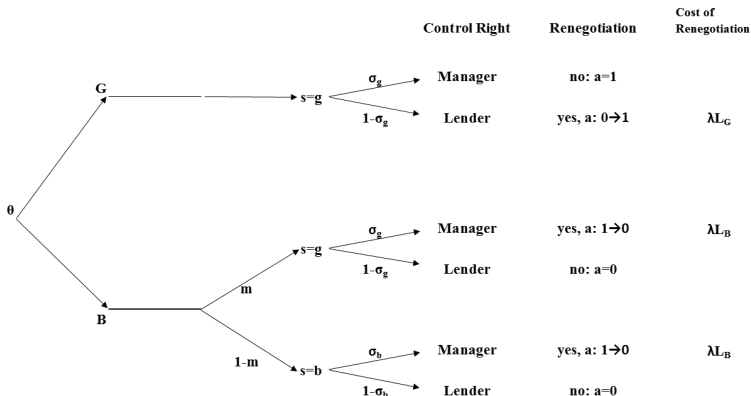 Cost of
Control Right Renegotiation Renegotiation
G s=g σg Manager no: a=1
1-σg Lender yes, a: 0→1 λLG
θ
s=g σg Manager yes, a: 1→0 λLB
1-σg Lender no: a=0
B m
1-m s=b σb Manager yes, a: 1→0 λLB
1-σb Lender no: a=0